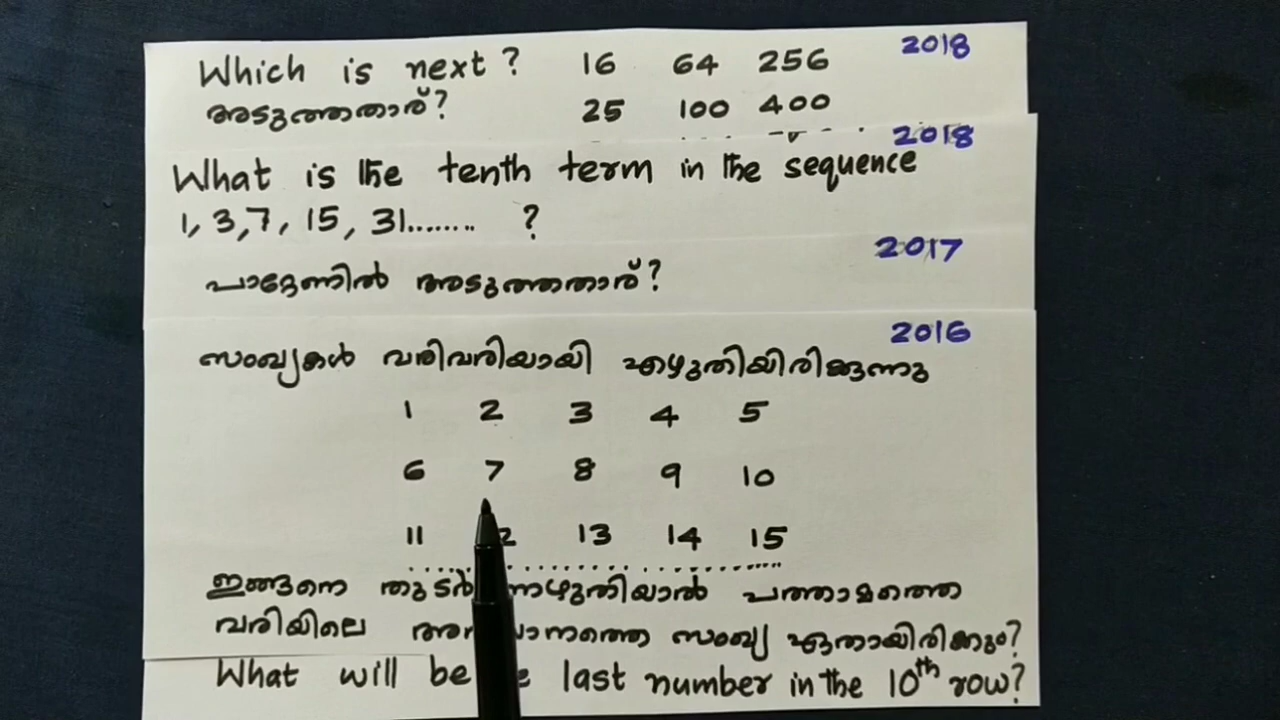 Which is next? 16 64 256 2018
അടുത്തതാര്? 25 100 400
2018
What is the tenth term in the sequence
1, 3, 7, 15, 31........ ?
2017
പാറ്റേണിൽ അടുത്തതാര്?
2016
സംഖ്യകൾ വരിവരിയായി എഴുതിയിരിക്കുന്നു
1 2 3 4 5
6 7 8 9 10
11 13 14 15
ഇങ്ങനെ പത്താമത്തെ
വരിയിലെ സംഖ്യ ഏതായിരിക്കും?
What will be last number in the 10th row?